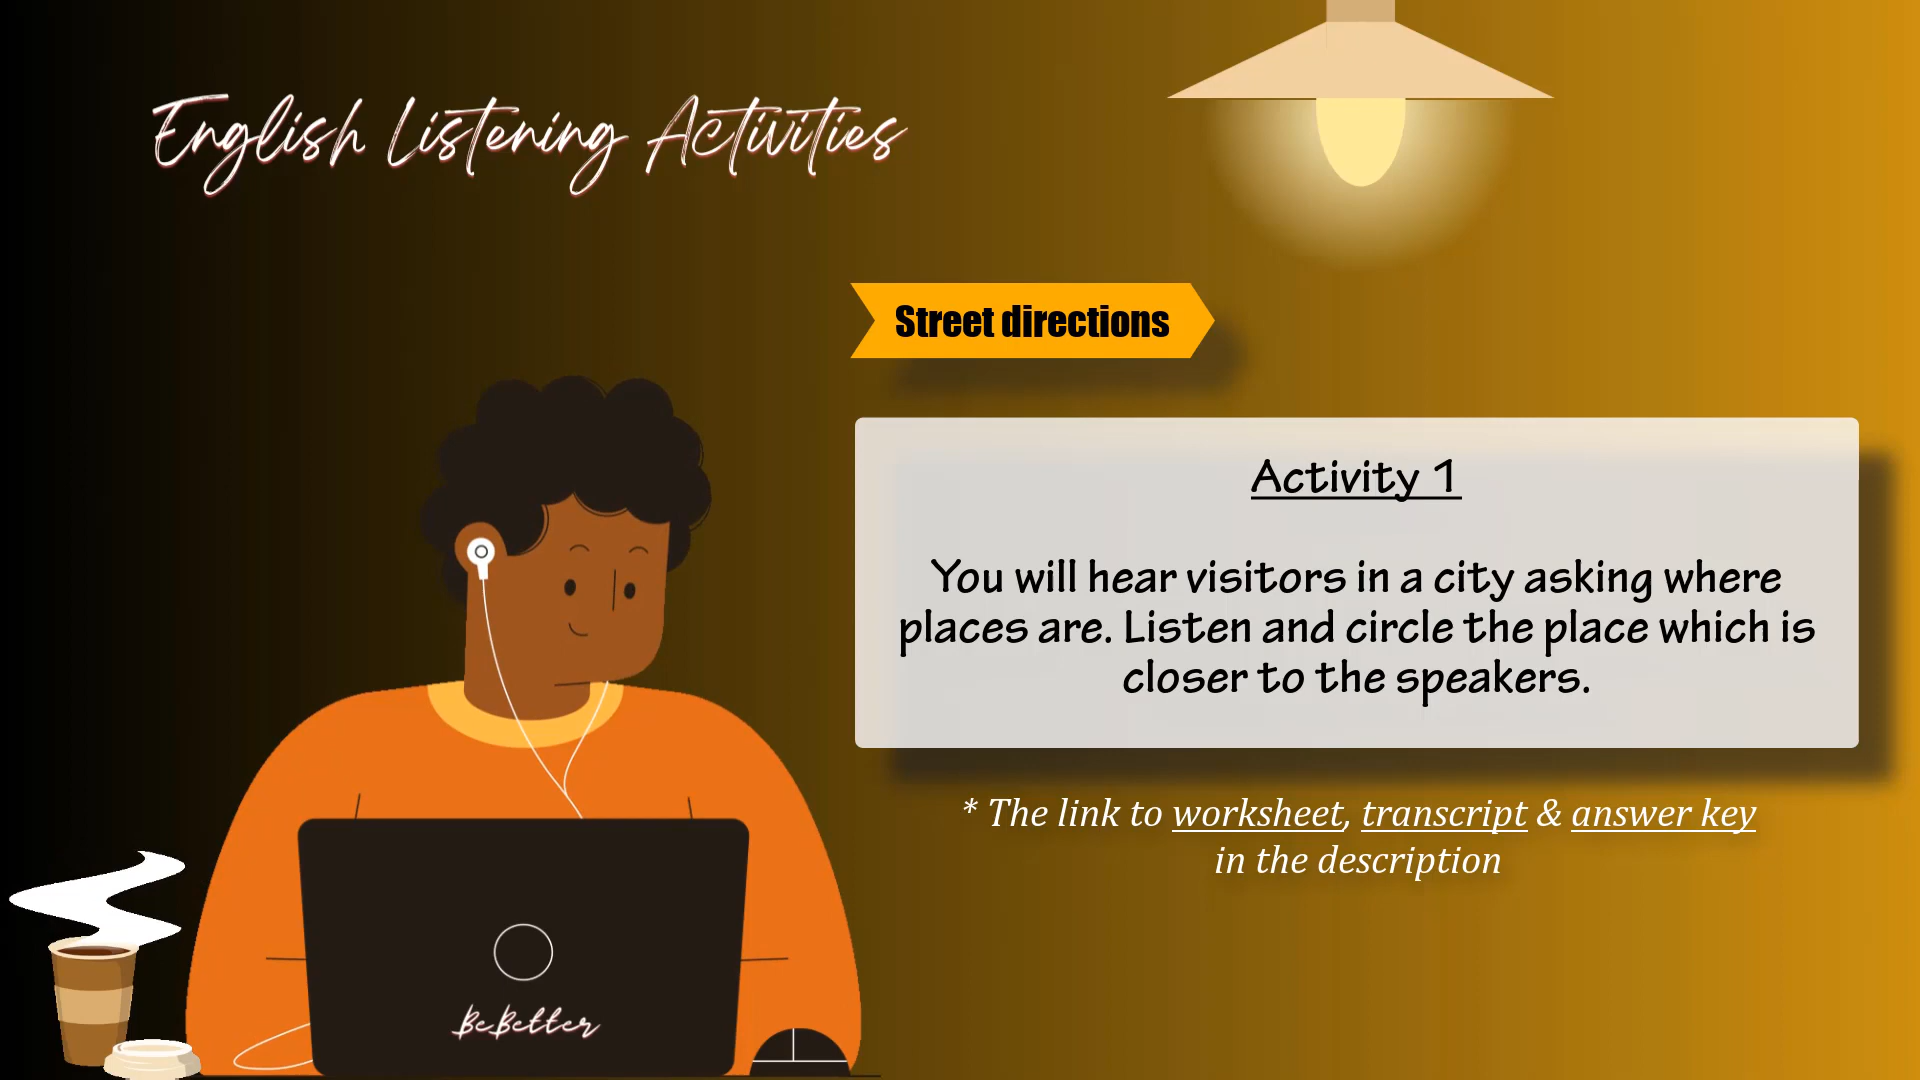 English Listening Activities
Street directions
Activity 1
You will hear visitors in a city asking where
places are. Listen and circle the place which is
closer to the speakers.
* The link to worksheet, transcript & answer key
in the description
BeBetter